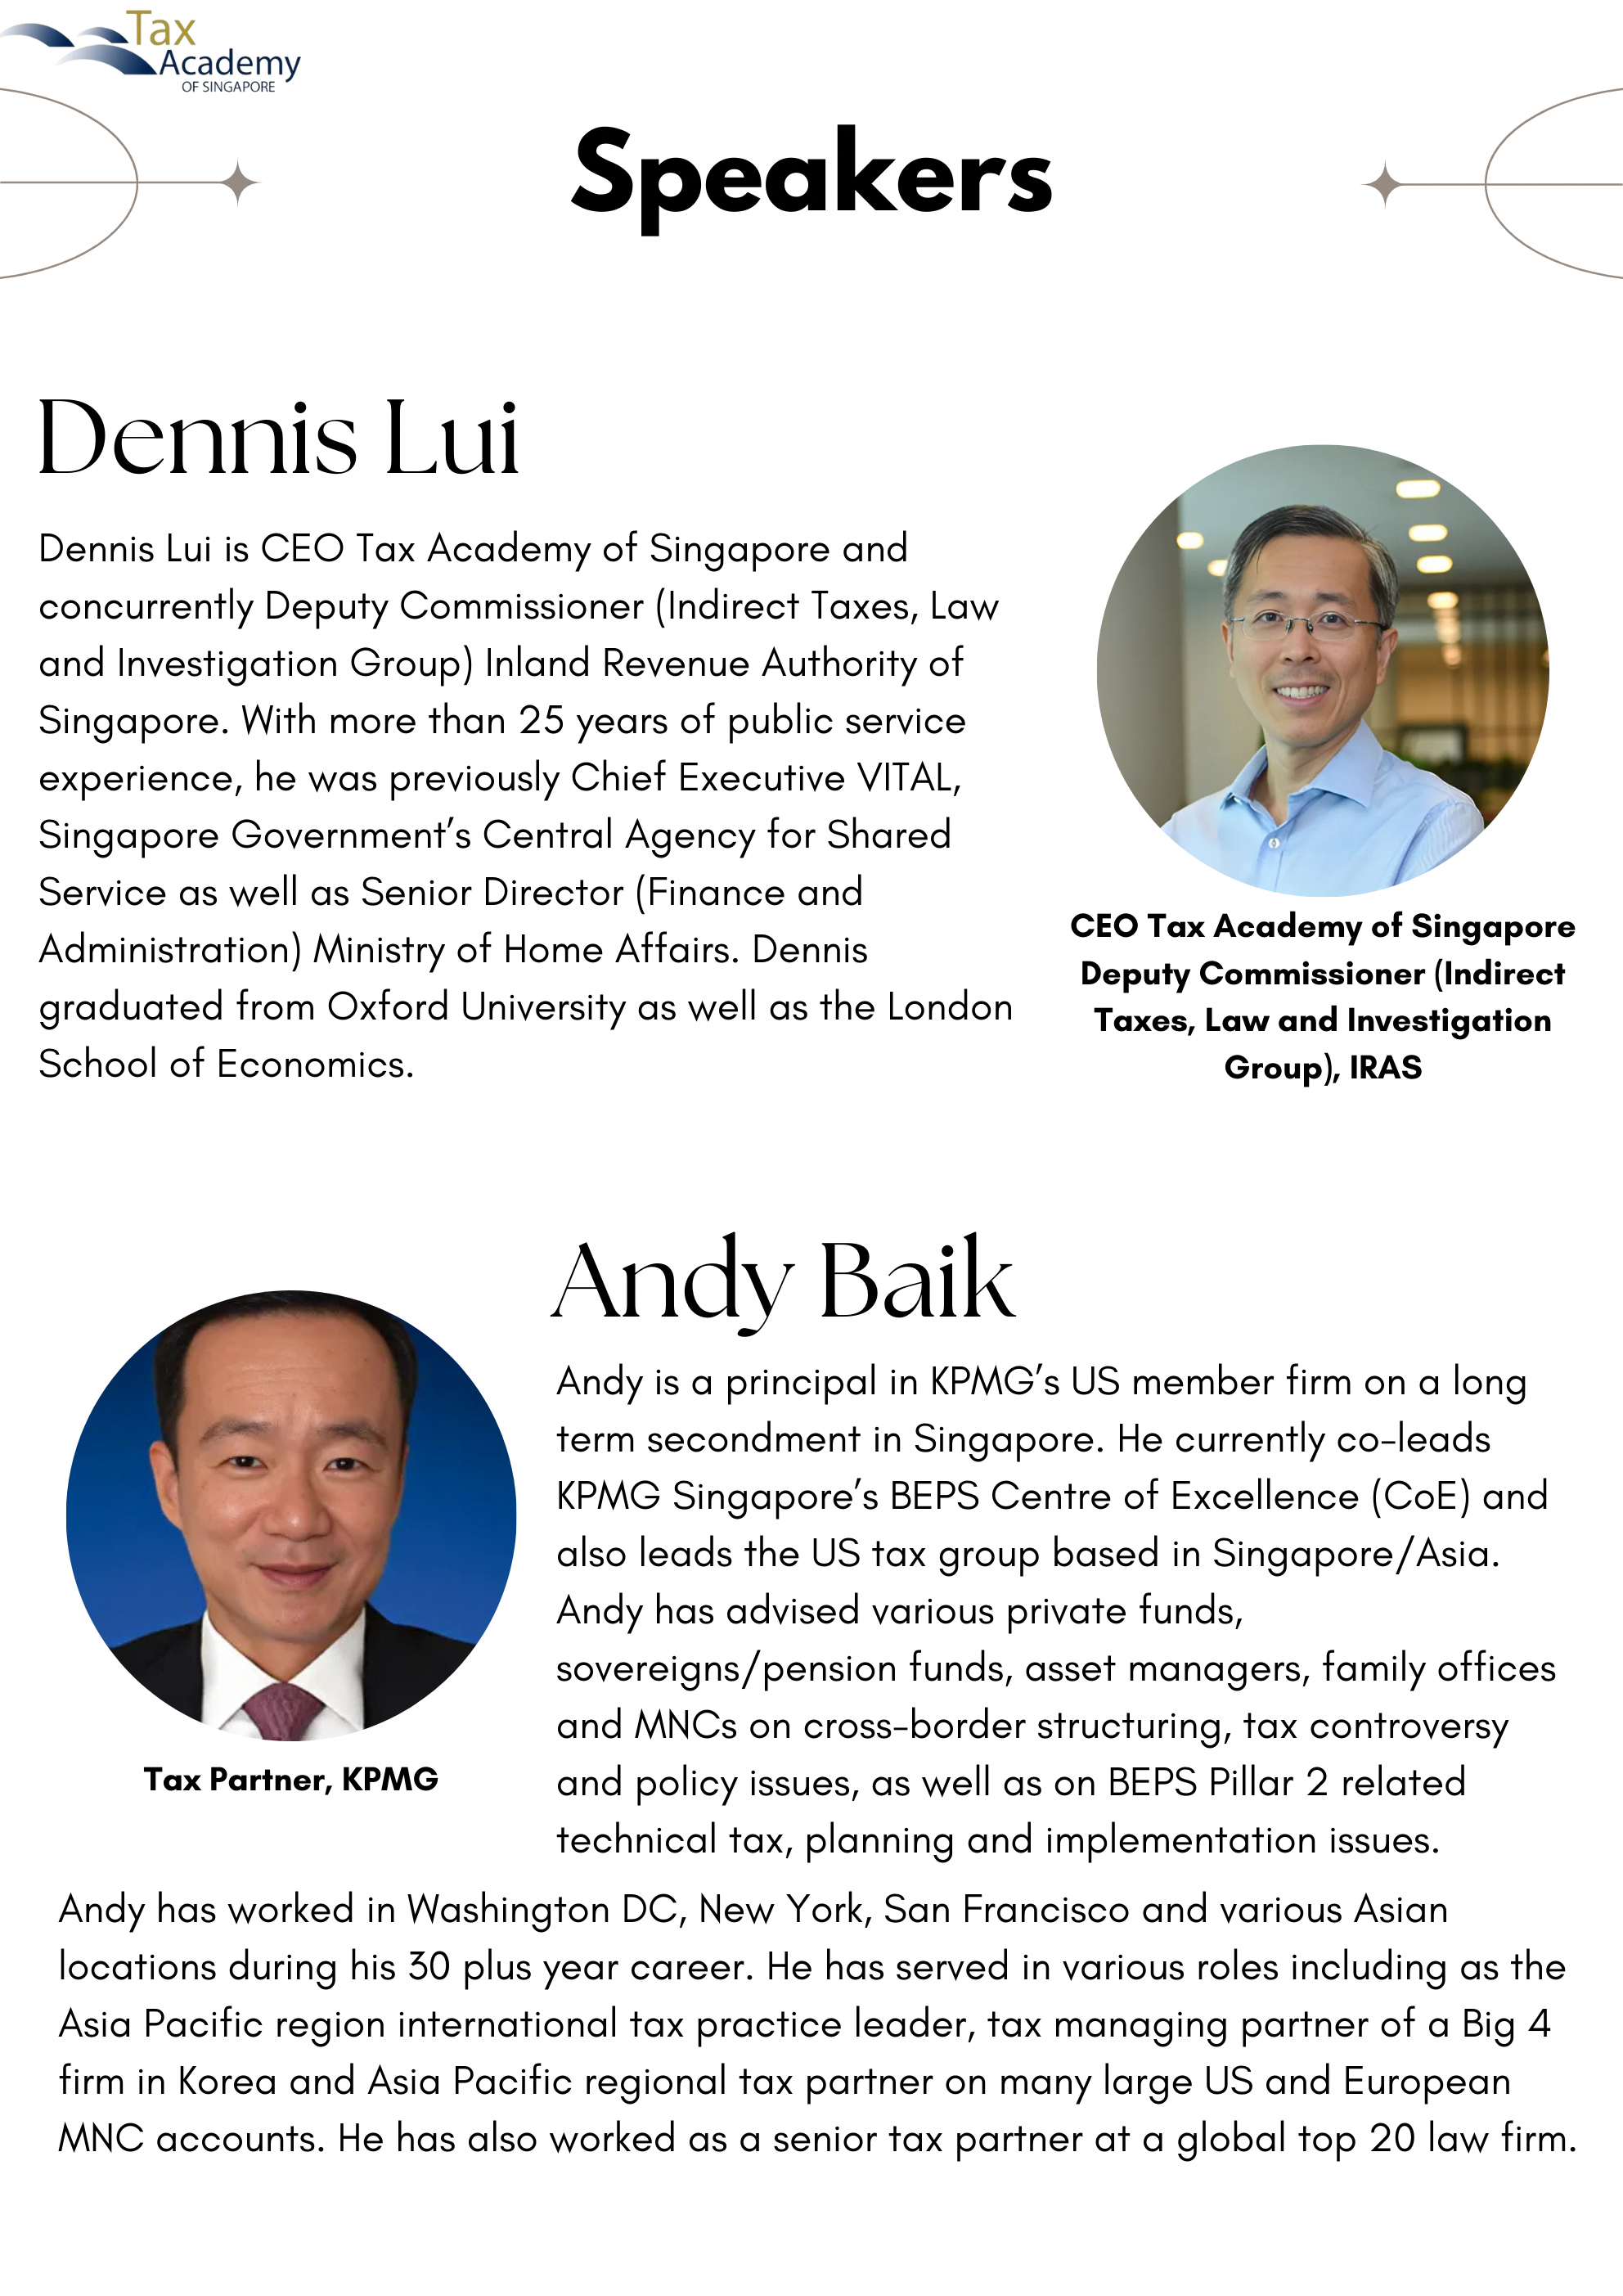 Tax
Academy
OF SINGAPORE
Speakers
Dennis Lui
Dennis Lui is CEO Tax Academy of Singapore and
concurrently Deputy Commissioner (Indirect Taxes, Law
and Investigation Group) Inland Revenue Authority of
Singapore. With more than 25 years of public service
experience, he was previously Chief Executive VITAL,
Singapore Government’s Central Agency for Shared
Service as well as Senior Director (Finance and
Administration) Ministry of Home Affairs. Dennis
graduated from Oxford University as well as the London
School of Economics.
CEO Tax Academy of Singapore
Deputy Commissioner (Indirect
Taxes, Law and Investigation
Group), IRAS
Andy Baik
Andy is a principal in KPMG’s US member firm on a long
term secondment in Singapore. He currently co-leads
KPMG Singapore’s BEPS Centre of Excellence (CoE) and
also leads the US tax group based in Singapore/Asia.
Andy has advised various private funds,
sovereigns/pension funds, asset managers, family offices
and MNCs on cross-border structuring, tax controversy
and policy issues, as well as on BEPS Pillar 2 related
technical tax, planning and implementation issues.
Tax Partner, KPMG
Andy has worked in Washington DC, New York, San Francisco and various Asian
locations during his 30 plus year career. He has served in various roles including as the
Asia Pacific region international tax practice leader, tax managing partner of a Big 4
firm in Korea and Asia Pacific regional tax partner on many large US and European
MNC accounts. He has also worked as a senior tax partner at a global top 20 law firm.